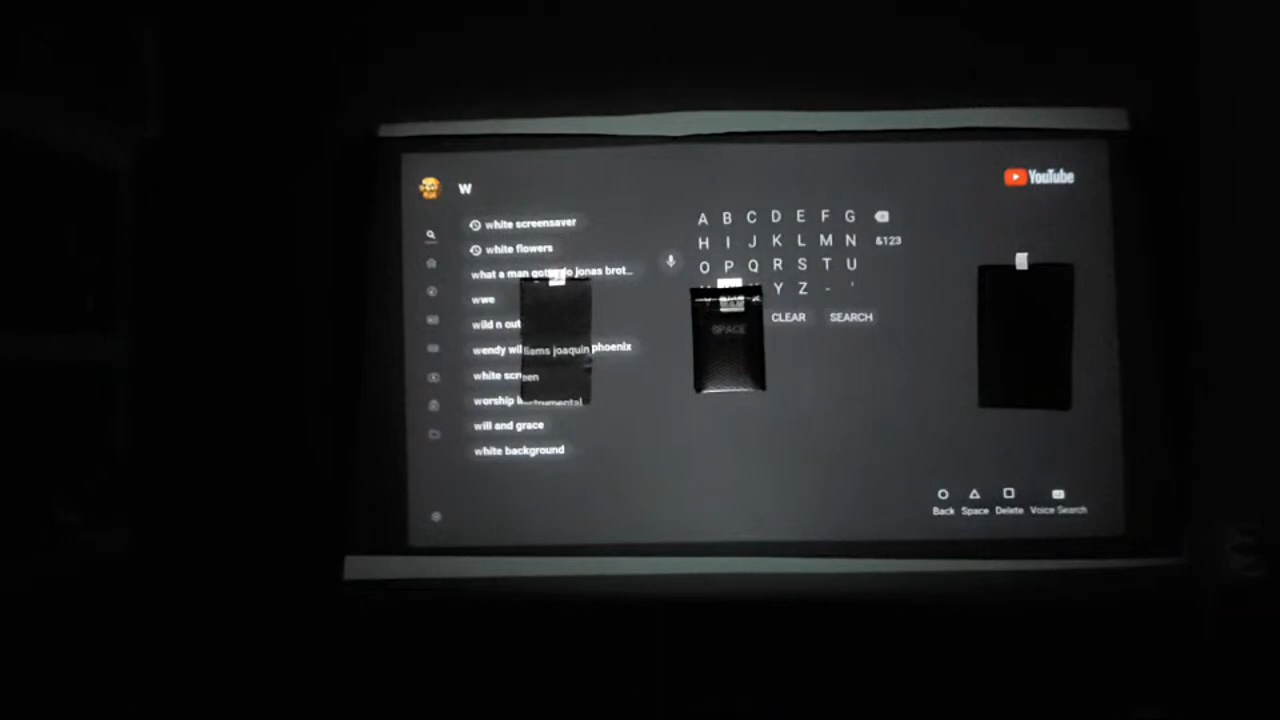 W
YouTube
white screensaver
white flowers
what a man gotta do jonas brot...
wwe
wild n out
wendy williams joaquin phoenix
white screen
worship instrumental
will and grace
white background
A B C D E F G
H I J K L M N &123
O P Q R S T U
Y Z - '
SPACE CLEAR SEARCH
Back Space Delete Voice Search